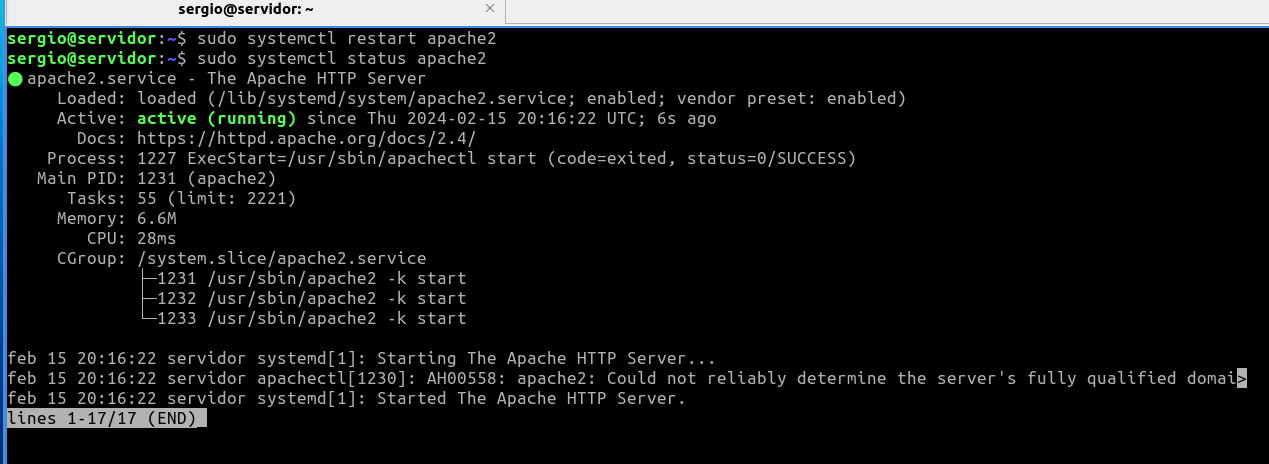 sergio@servidor: ~ ×
sergio@servidor:~$ sudo systemctl restart apache2
sergio@servidor:~$ sudo systemctl status apache2
● apache2.service - The Apache HTTP Server
     Loaded: loaded (/lib/systemd/system/apache2.service; enabled; vendor preset: enabled)
     Active: active (running) since Thu 2024-02-15 20:16:22 UTC; 6s ago
       Docs: https://httpd.apache.org/docs/2.4/
    Process: 1227 ExecStart=/usr/sbin/apachectl start (code=exited, status=0/SUCCESS)
   Main PID: 1231 (apache2)
      Tasks: 55 (limit: 2221)
     Memory: 6.6M
        CPU: 28ms
     CGroup: /system.slice/apache2.service
             ├─1231 /usr/sbin/apache2 -k start
             ├─1232 /usr/sbin/apache2 -k start
             └─1233 /usr/sbin/apache2 -k start
feb 15 20:16:22 servidor systemd[1]: Starting The Apache HTTP Server...
feb 15 20:16:22 servidor apachectl[1230]: AH00558: apache2: Could not reliably determine the server's fully qualified domai>
feb 15 20:16:22 servidor systemd[1]: Started The Apache HTTP Server.
lines 1-17/17 (END)